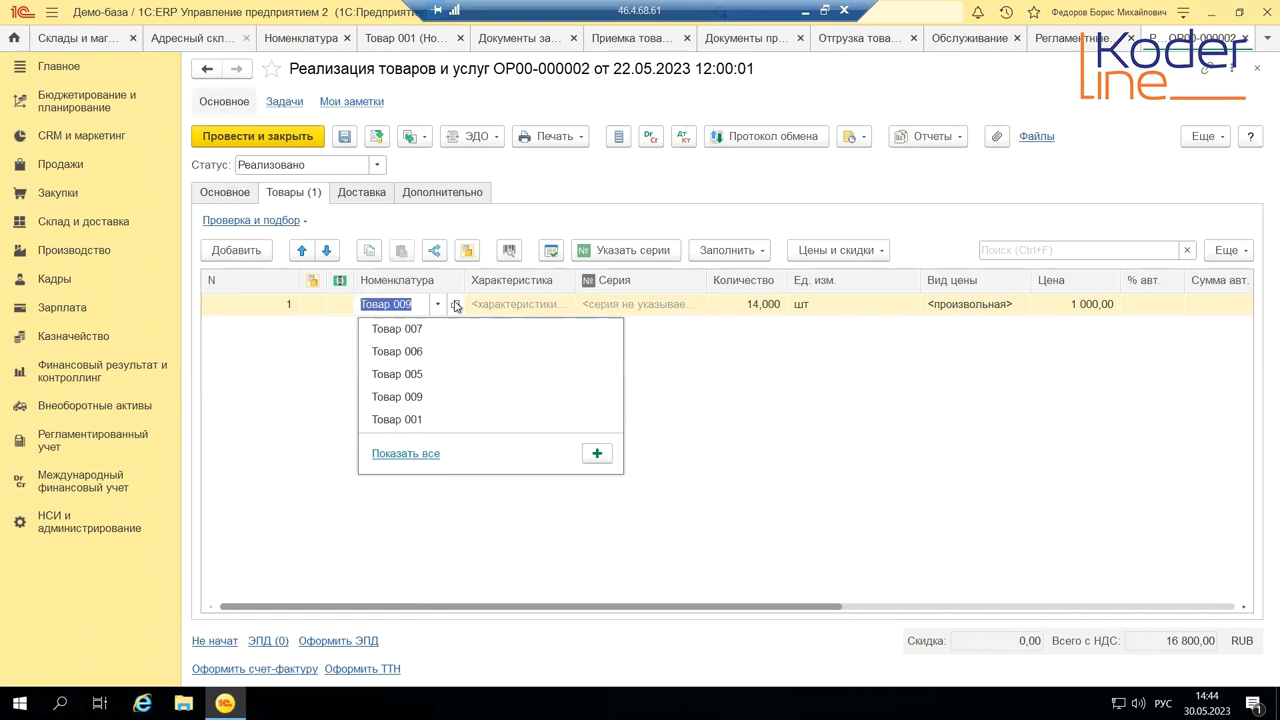 Демо-база / 1С:ERP Управление предприятием 2 (1С:Предприятие
46.4.68.61
Федоров Борис Михайлович
Склады и маг...
Адресный скл...
Номенклатура
Товар 001 (Но...
Документы за...
Приемка това...
Документы пр...
Отгрузка това...
Обслуживание
Регламентные
Р... ОР00-000002
Koder
line
Главное
Бюджетирование и
планирование
CRM и маркетинг
Продажи
Закупки
Склад и доставка
Производство
Кадры
Зарплата
Казначейство
Финансовый результат и
контроллинг
Внеоборотные активы
Регламентированный
учет
Международный
финансовый учет
НСИ и
администрирование
Реализация товаров и услуг ОР00-000002 от 22.05.2023 12:00:01
Основное
Задачи
Мои заметки
Провести и закрыть
ЭДО
Печать
Протокол обмена
Отчеты
Файлы
Еще
?
Статус:
Реализовано
Основное
Товары (1)
Доставка
Дополнительно
Проверка и подбор
Добавить
Указать серии
Заполнить
Цены и скидки
Поиск (Ctrl+F)
Еще
N
Номенклатура
Характеристика
Серия
Количество
Ед. изм.
Вид цены
Цена
% авт.
Сумма авт.
1
Товар 009
<характеристики...
<серия не указывае...
14,000
шт
<произвольная>
1 000,00
Товар 007
Товар 006
Товар 005
Товар 009
Товар 001
Показать все
Не начат
ЭПД (0)
Оформить ЭПД
Скидка:
0,00
Всего с НДС:
16 800,00
RUB
Оформить счет-фактуру
Оформить ТТН
РУС
14:44
30.05.2023
1